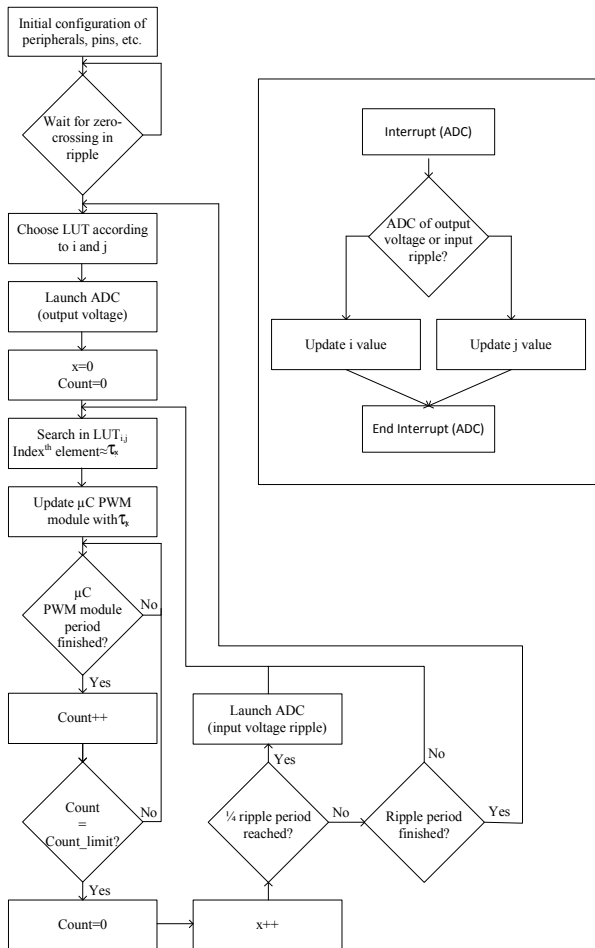 Initial configuration of
peripherals, pins, etc.
Wait for zero-
crossing in
ripple
Choose LUT according
to i and j
Launch ADC
(output voltage)
x=0
Count=0
Search in LUTi,j
Indexth element≈τx
Update µC PWM
module with τx
µC
PWM module
period
finished?
No
Yes
Count++
Count
=
Count_limit?
No
Yes
Count=0
x++
¼ ripple period
reached?
Yes
No
Launch ADC
(input voltage ripple)
Ripple period
finished?
No
Yes
Interrupt (ADC)
ADC of output
voltage or input
ripple?
Update i value
Update j value
End Interrupt (ADC)